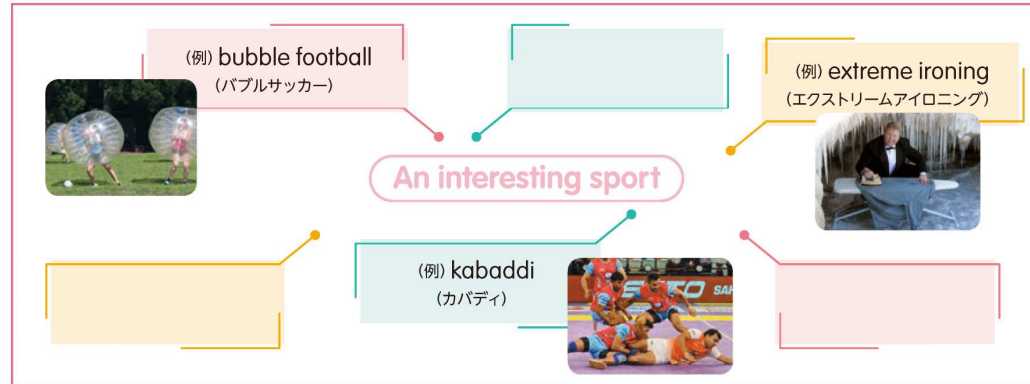 (例) bubble football
(バブルサッカー)
(例) extreme ironing
(エクストリームアイロニング)
An interesting sport
(例) kabaddi
(カバディ)